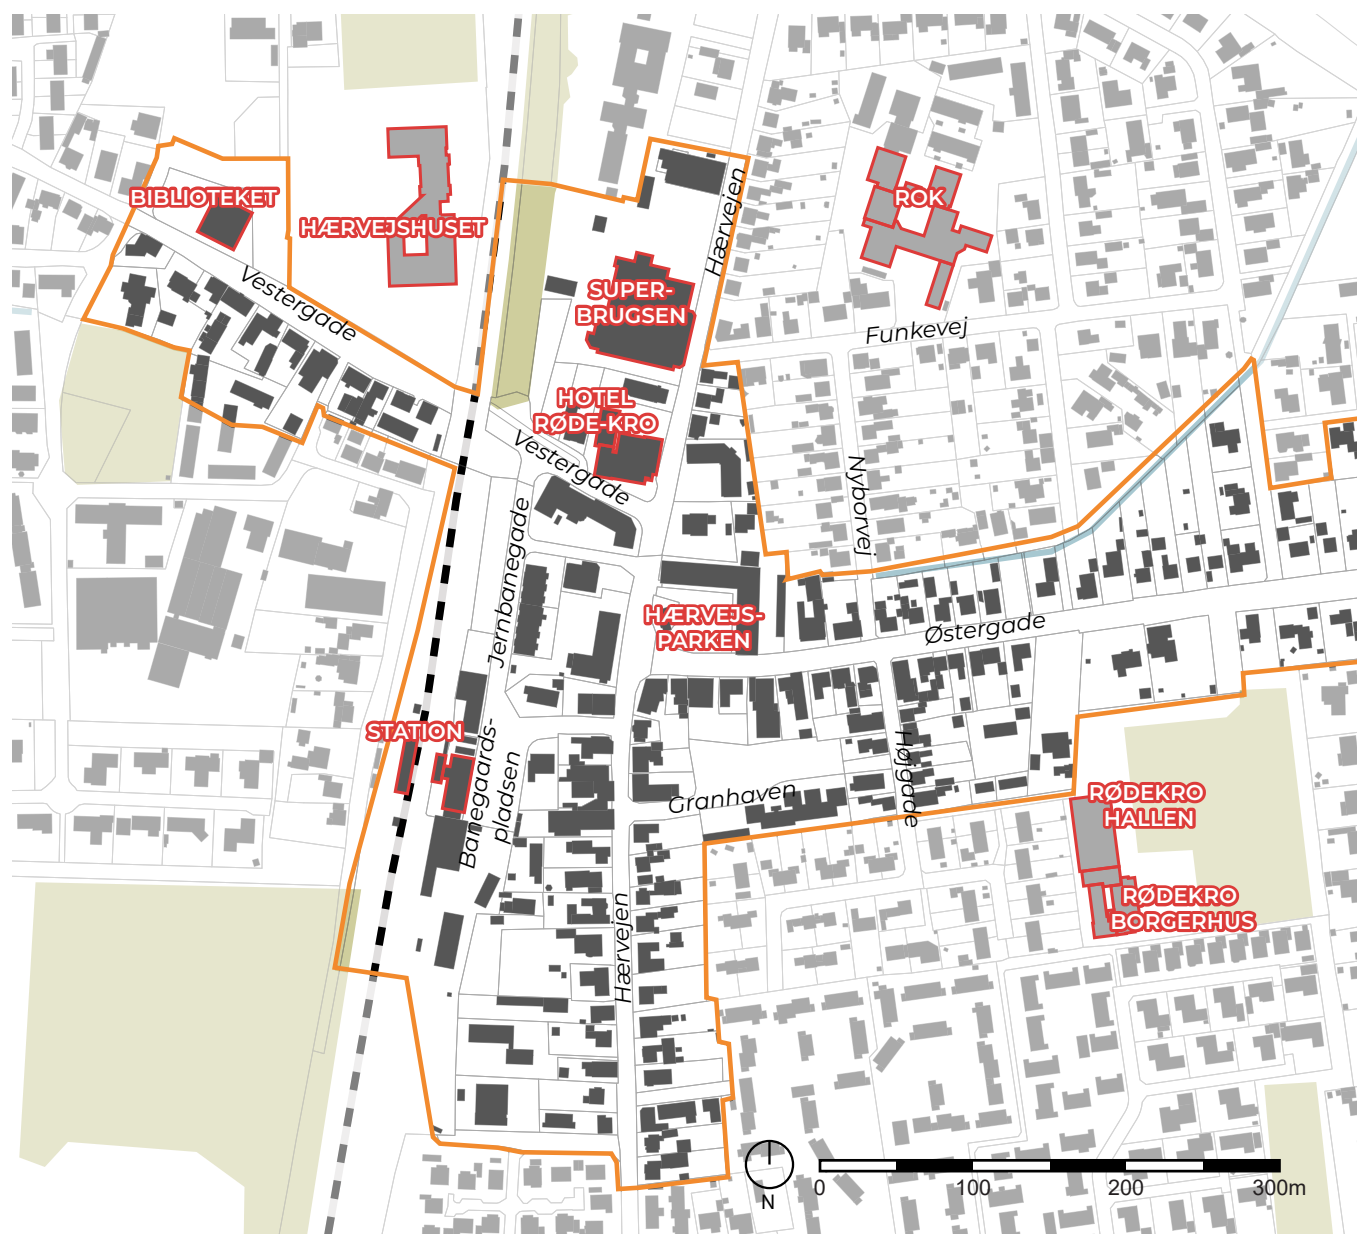 BIBLIOTEKET
HÆRVEJSHUSET
ROK
Hærvejen
Vestergade
SUPER-
BRUGSEN
Funkevej
HOTEL
RØDE-KRO
Vestergade
Nyborvej
Jernbanegade
HÆRVEJS-
PARKEN
Østergade
STATION
Banegaards-
pladsen
Højgade
Granhaven
RØDEKRO
HALLEN
RØDEKRO
BORGERHUS
Hærvejen
N
0
100
200
300m